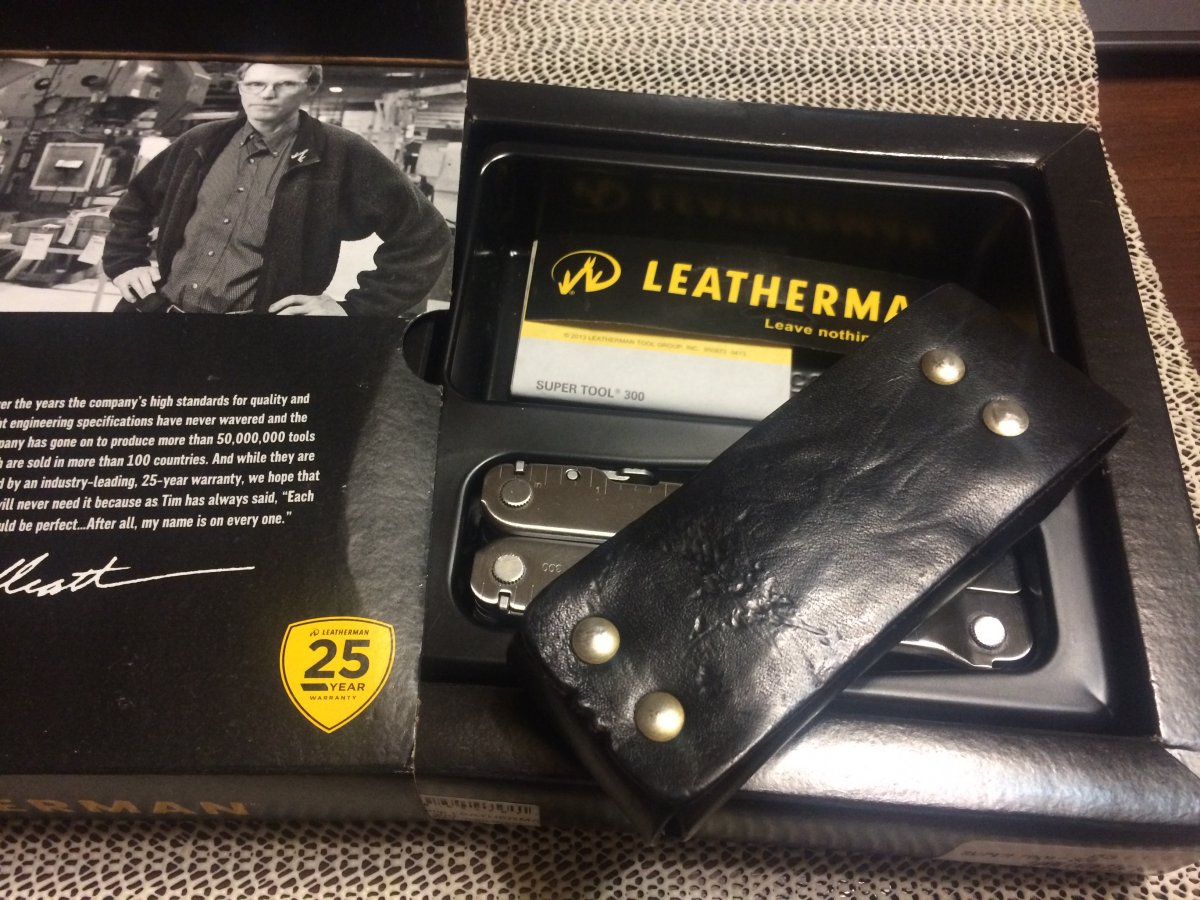 er the years the company's high standards for quality and
nt engineering specifications have never wavered and the
pany has gone on to produce more than 50,000,000 tools
h are sold in more than 100 countries. And while they are
d by an industry-leading, 25-year warranty, we hope that
will never need it because as Tim has always said, "Each
uld be perfect...After all, my name is on every one."
LEATHERMAN
25
YEAR
WARRANTY
ERMAN
LEATHERMA
Leave nothin
© 2013 LEATHERMAN TOOL GROUP, INC.
SUPER TOOL® 300